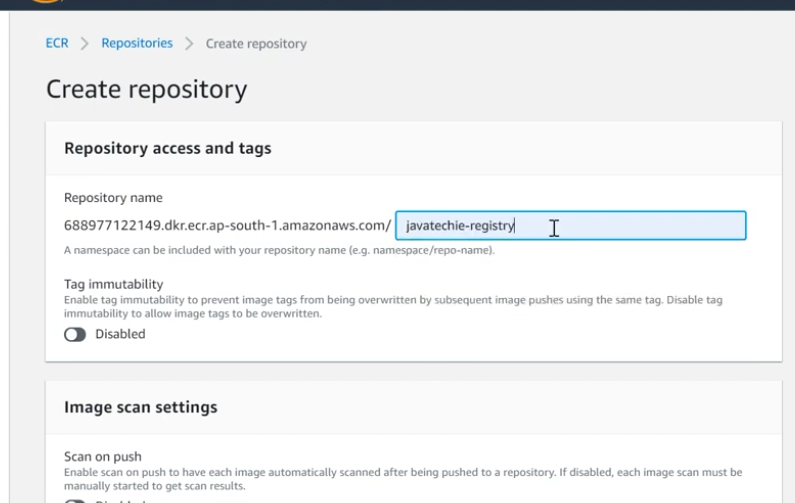 ECR > Repositories > Create repository
Create repository
Repository access and tags
Repository name
688977122149.dkr.ecr.ap-south-1.amazonaws.com/ javatechie-registry
A namespace can be included with your repository name (e.g. namespace/repo-name).
Tag immutability
Enable tag immutability to prevent image tags from being overwritten by subsequent image pushes using the same tag. Disable tag
immutability to allow image tags to be overwritten.
Disabled
Image scan settings
Scan on push
Enable scan on push to have each image automatically scanned after being pushed to a repository. If disabled, each image scan must be
manually started to get scan results.